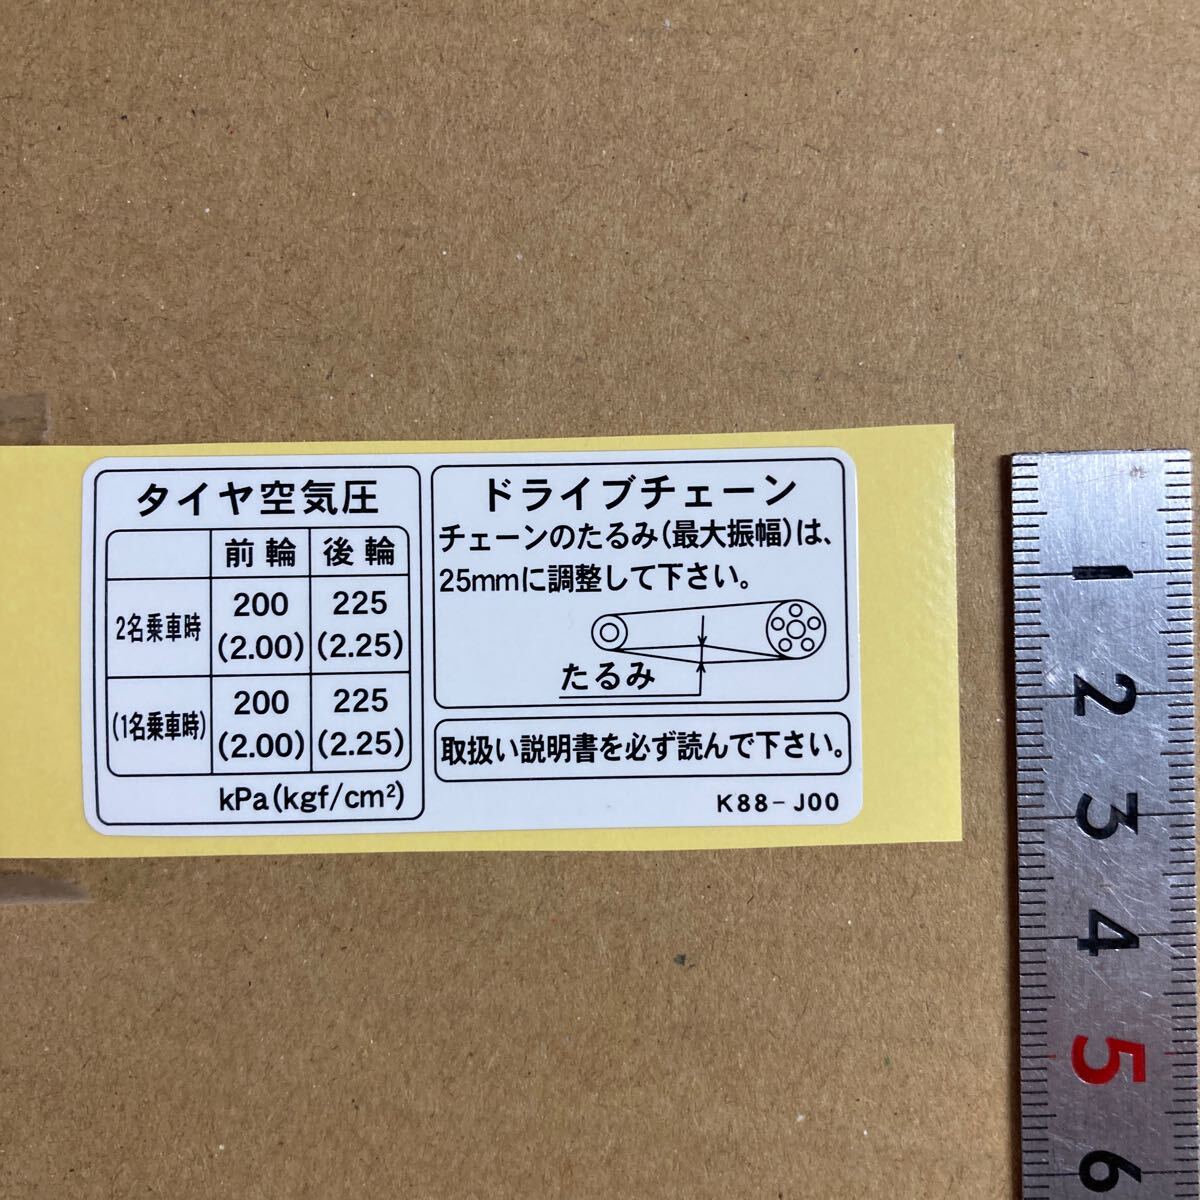 タイヤ空気圧
前輪 後輪
2名乗車時 200 (2.00) 225 (2.25)
(1名乗車時) 200 (2.00) 225 (2.25)
kPa(kgf/cm²)
ドライブチェーン
チェーンのたるみ(最大振幅)は、
25mmに調整して下さい。
たるみ
取扱い説明書を必ず読んで下さい。
K88-J00
1
2
3
4
5
6